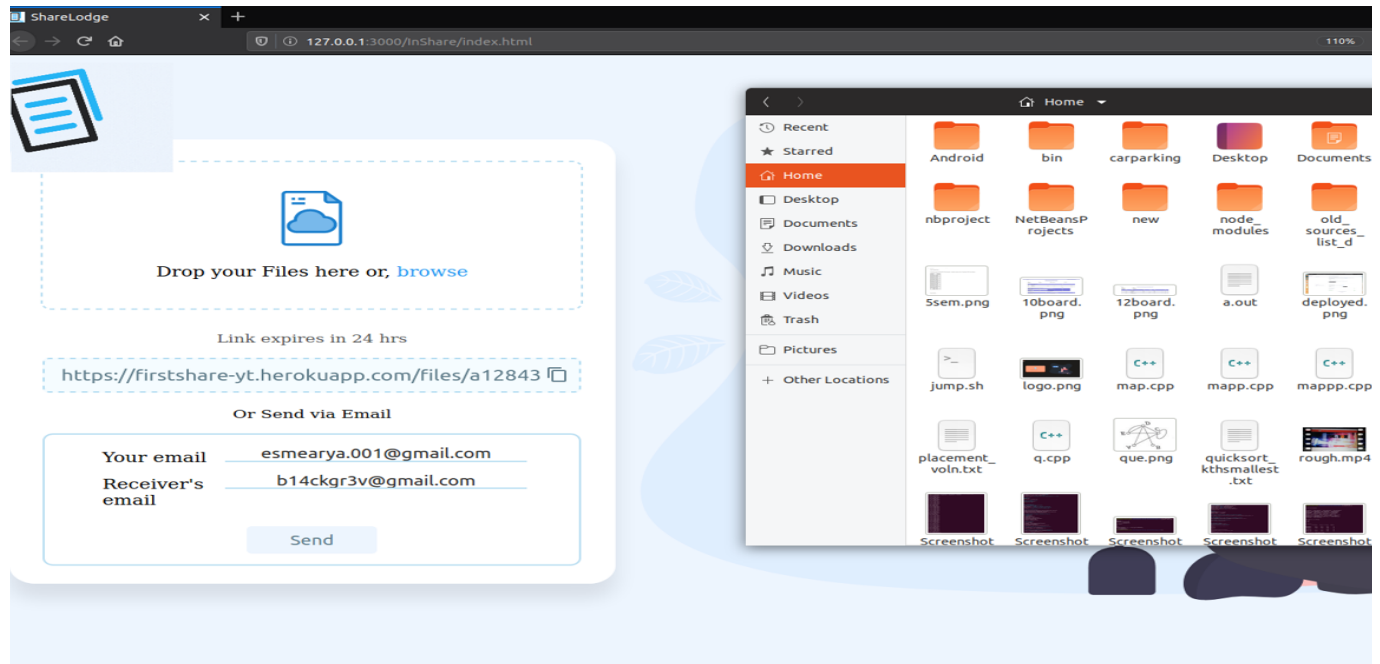 ShareLodge
127.0.0.1:3000/InShare/index.html
110%
Drop your Files here or, browse
Link expires in 24 hrs
https://firstshare-yt.herokuapp.com/files/a12843
Or Send via Email
Your email esmearya.001@gmail.com
Receiver's
email
b14ckgr3v@gmail.com
Send
Home
Recent
Starred
Home
Desktop
Documents
Downloads
Music
Videos
Trash
Pictures
+ Other Locations
Android bin carparking Desktop Documents
nbproject NetBeansP node_ old_
rojects new modules sources_
list_d
5sem.png 10board. 12board. a.out deployed.
png png png
>_ C++ C++ C++
jump.sh logo.png map.cpp mapp.cpp mappp.cpp
C++
placement_ q.cpp que.png quicksort_ rough.mp4
voln.txt kthsmallest
.txt
Screenshot Screenshot Screenshot Screenshot Screenshot